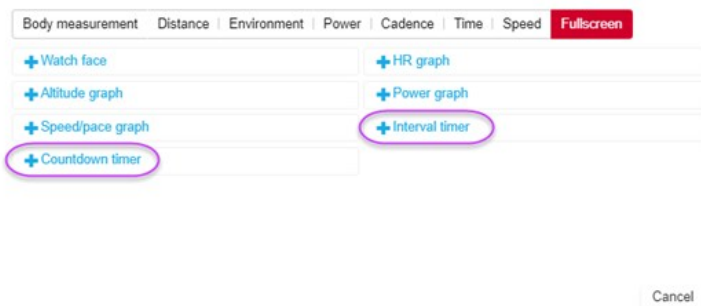 Body measurement Distance Environment Power Cadence Time Speed Fullscreen
Watch face HR graph
Altitude graph Power graph
Speed/pace graph Interval timer
Countdown timer
Cancel